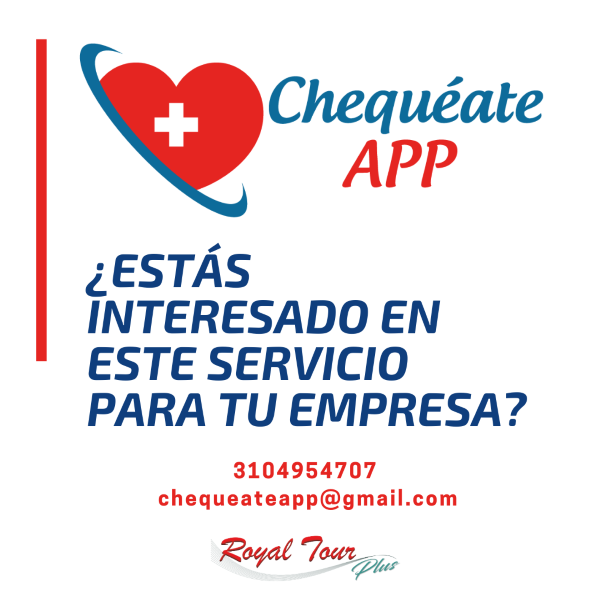 Chequéate
APP
¿ESTÁS
INTERESADO EN
ESTE SERVICIO
PARA TU EMPRESA?
3104954707
chequeateapp@gmail.com
Royal Tour
Plus